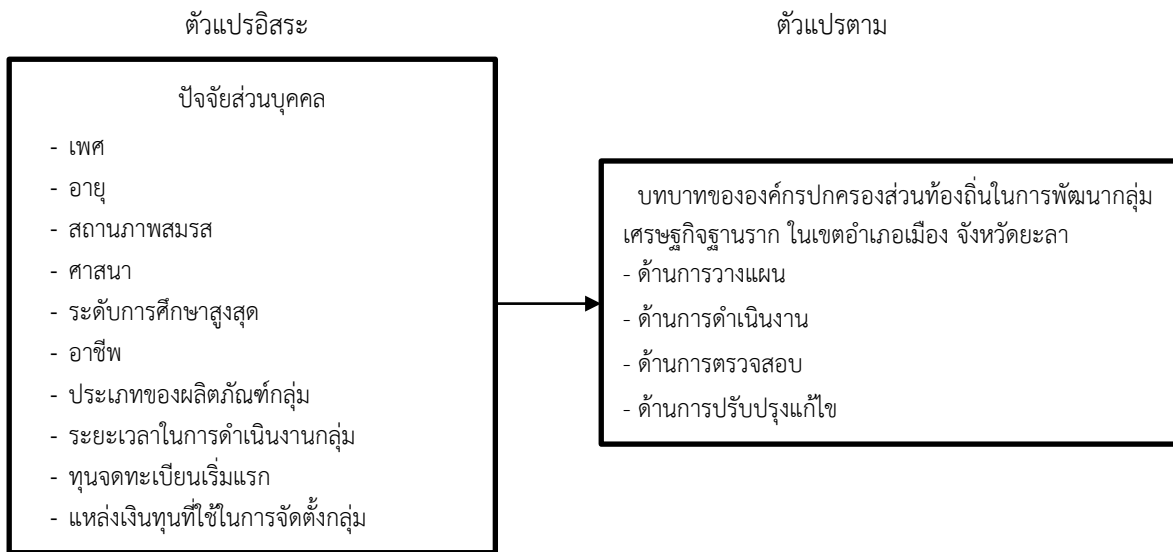 ตัวแปรอิสระ
ตัวแปรตาม
ปัจจัยส่วนบุคคล
- เพศ
- อายุ
- สถานภาพสมรส
- ศาสนา
- ระดับการศึกษาสูงสุด
- อาชีพ
- ประเภทของผลิตภัณฑ์กลุ่ม
- ระยะเวลาในการดำเนินงานกลุ่ม
- ทุนจดทะเบียนเริ่มแรก
- แหล่งเงินทุนที่ใช้ในการจัดตั้งกลุ่ม
บทบาทขององค์กรปกครองส่วนท้องถิ่นในการพัฒนากลุ่ม
เศรษฐกิจฐานราก ในเขตอำเภอเมือง จังหวัดยะลา
- ด้านการวางแผน
- ด้านการดำเนินงาน
- ด้านการตรวจสอบ
- ด้านการปรับปรุงแก้ไข